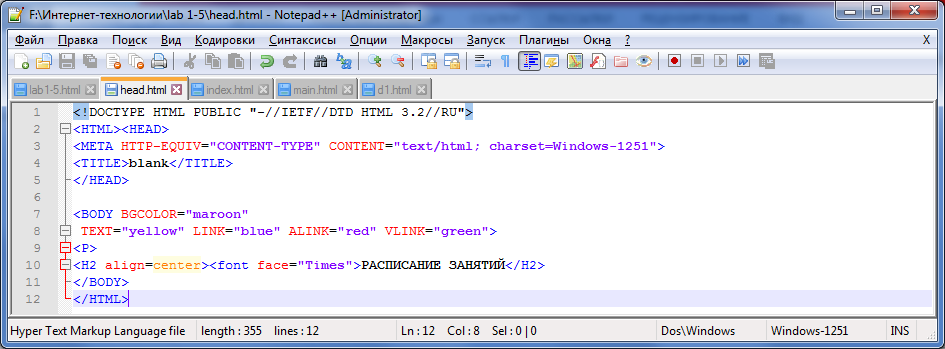 F:\Интернет-технологии\lab 1-5\head.html - Notepad++ [Administrator]
Файл Правка Поиск Вид Кодировки Синтаксисы Опции Макросы Запуск Плагины Окна ? X
lab1-5.html head.html index.html main.html d1.html
1 <!DOCTYPE HTML PUBLIC "-//IETF//DTD HTML 3.2//RU">
2 <HTML><HEAD>
3 <META HTTP-EQUIV="CONTENT-TYPE" CONTENT="text/html; charset=Windows-1251">
4 <TITLE>blank</TITLE>
5 </HEAD>
6
7 <BODY BGCOLOR="maroon"
8 TEXT="yellow" LINK="blue" ALINK="red" VLINK="green">
9 <P>
10 <H2 align=center><font face="Times">РАСПИСАНИЕ ЗАНЯТИЙ</H2>
11 </BODY>
12 </HTML>
Hyper Text Markup Language file length : 355 lines : 12 Ln : 12 Col : 8 Sel : 0 | 0 Dos\Windows Windows-1251 INS